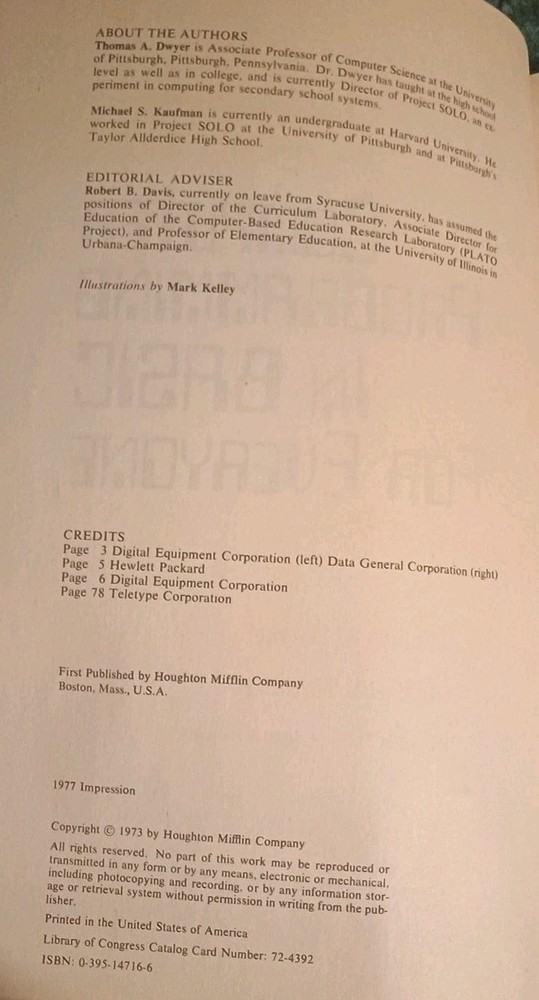 ABOUT THE AUTHORS
Thomas A. Dwyer is Associate Professor of Computer Science at the University
of Pittsburgh, Pittsburgh, Pennsylvania. Dr. Dwyer has taught at the high school
level as well as in college, and is currently Director of Project SOLO, an ex-
periment in computing for secondary school systems.
Michael S. Kaufman is currently an undergraduate at Harvard University. He
worked in Project SOLO at the University of Pittsburgh and at Pittsburgh's
Taylor Allderdice High School.
EDITORIAL ADVISER
Robert B. Davis, currently on leave from Syracuse University, has assumed the
positions of Director of the Curriculum Laboratory, Associate Director for
Education of the Computer-Based Education Research Laboratory (PLATO
Project), and Professor of Elementary Education, at the University of Illinois in
Urbana-Champaign.
Illustrations by Mark Kelley
PROGRAMMING
IN BASIC
FOR EVERYONE
CREDITS
Page 3 Digital Equipment Corporation (left) Data General Corporation (right)
Page 5 Hewlett Packard
Page 6 Digital Equipment Corporation
Page 78 Teletype Corporation
First Published by Houghton Mifflin Company
Boston, Mass., U.S.A.
1977 Impression
Copyright © 1973 by Houghton Mifflin Company
All rights reserved. No part of this work may be reproduced or
transmitted in any form or by any means, electronic or mechanical,
including photocopying and recording, or by any information stor-
age or retrieval system without permission in writing from the pub-
lisher.
Printed in the United States of America
Library of Congress Catalog Card Number: 72-4392
ISBN: 0-395-14716-6